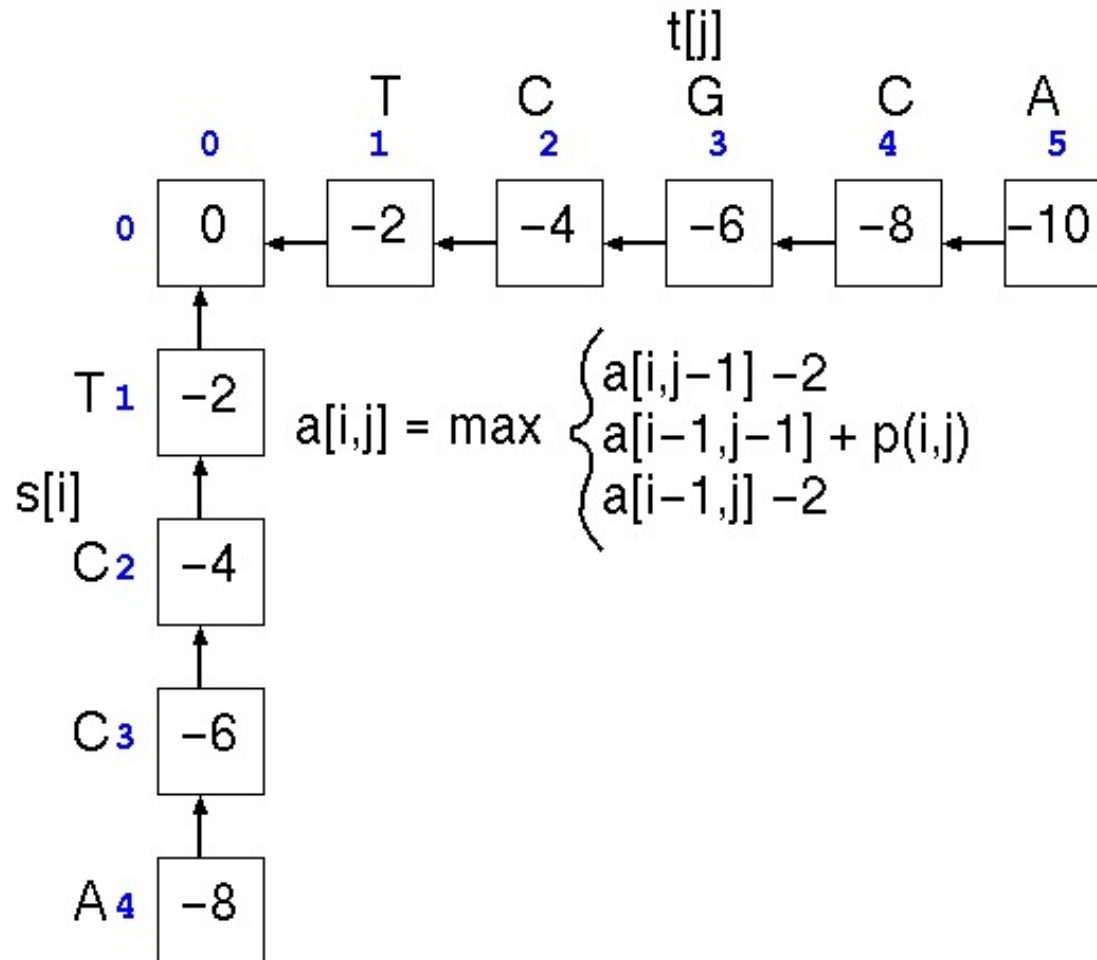 t[j]
T C G C A
0 1 2 3 4 5
0 0 −2 −4 −6 −8 −10
T 1 −2
a[i,j] = max
a[i,j−1] −2
a[i−1,j−1] + p(i,j)
a[i−1,j] −2
s[i]
C 2 −4
C 3 −6
A 4 −8